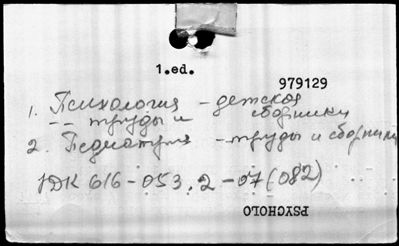 1.ed.
979129
1. Психология - детская
-- труды и сборники
2. Педиатрия - труды и сборники
УДК 616-053.2-07(082)
PSYCHOLO